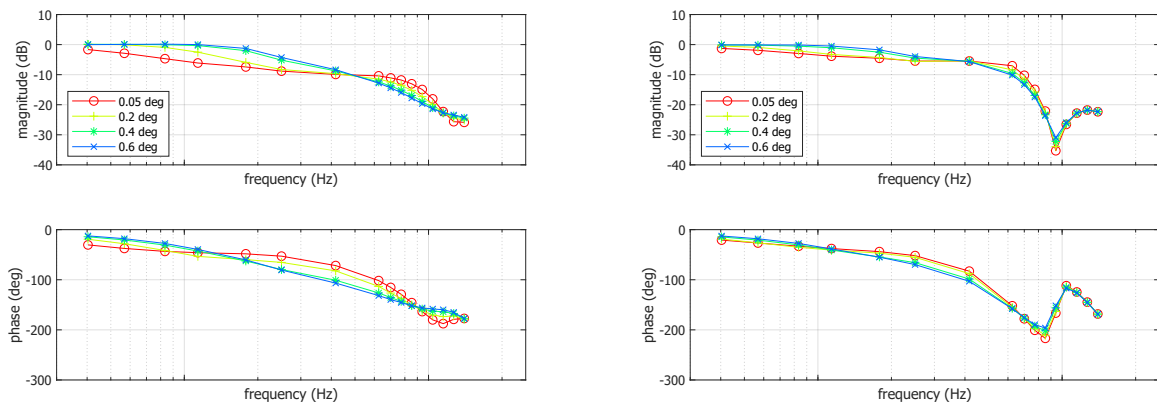 10
0
-10
-20
-30
-40
magnitude (dB)
0.05 deg
0.2 deg
0.4 deg
0.6 deg
frequency (Hz)
10
0
-10
-20
-30
-40
magnitude (dB)
0.05 deg
0.2 deg
0.4 deg
0.6 deg
frequency (Hz)
0
-100
-200
-300
phase (deg)
frequency (Hz)
0
-100
-200
-300
phase (deg)
frequency (Hz)